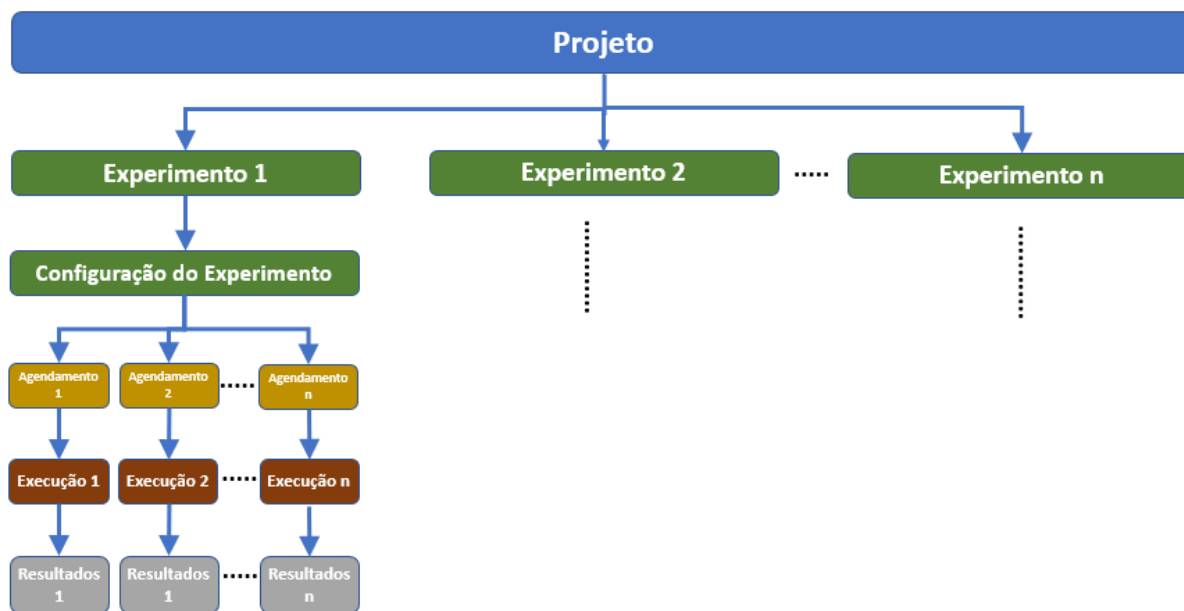 Projeto
Experimento 1
Experimento 2
Experimento n
Configuração do Experimento
Agendamento
1
Agendamento
2
Agendamento
n
Execução 1
Execução 2
Execução n
Resultados
1
Resultados
1
Resultados
n